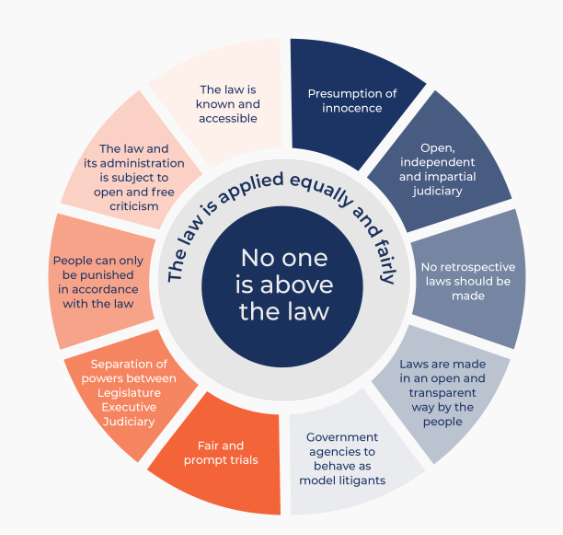 No one
is above
the law
The law is applied equally and fairly
Presumption of
innocence
Open,
independent
and impartial
judiciary
No retrospective
laws should be
made
Laws are made
in an open and
transparent
way by the
people
Government
agencies to
behave as
model litigants
Fair and
prompt trials
Separation of
powers between
Legislature
Executive
Judiciary
People can only
be punished
in accordance
with the law
The law and
its administration
is subject to
open and free
criticism
The law is
known and
accessible